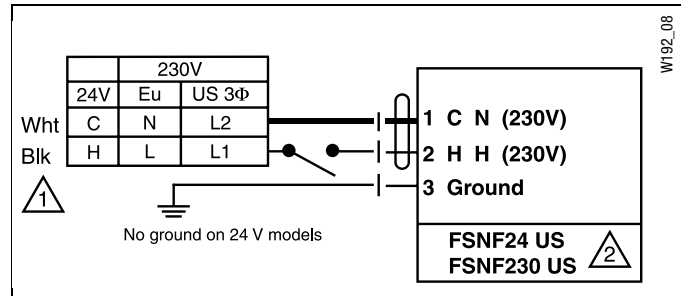 W192_08
230V
24V Eu US 3Φ
Wht C N L2
Blk H L L1
1
No ground on 24 V models
1 C N (230V)
2 H H (230V)
3 Ground
FSNF24 US
FSNF230 US
2